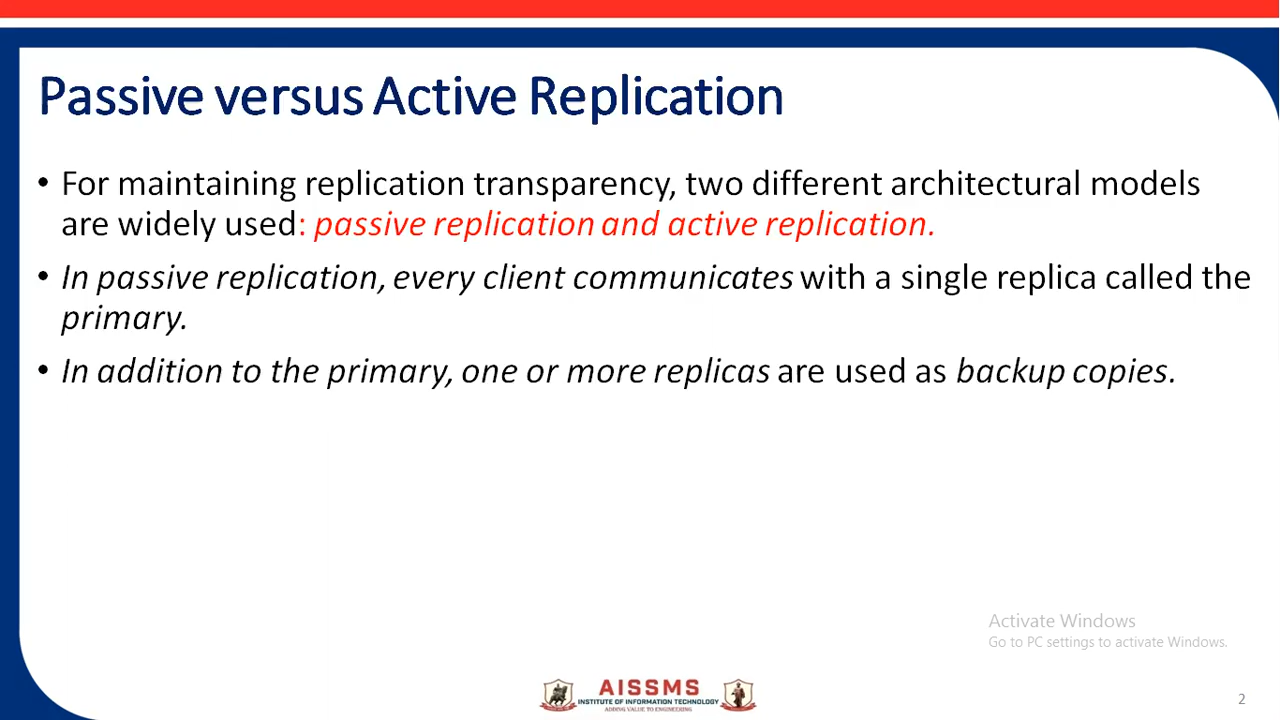 Passive versus Active Replication
• For maintaining replication transparency, two different architectural models
are widely used: passive replication and active replication.
• In passive replication, every client communicates with a single replica called the
primary.
• In addition to the primary, one or more replicas are used as backup copies.
Activate Windows
Go to PC settings to activate Windows.
AISSMS
INSTITUTE OF INFORMATION TECHNOLOGY
ADDING VALUE TO ENGINEERING
2